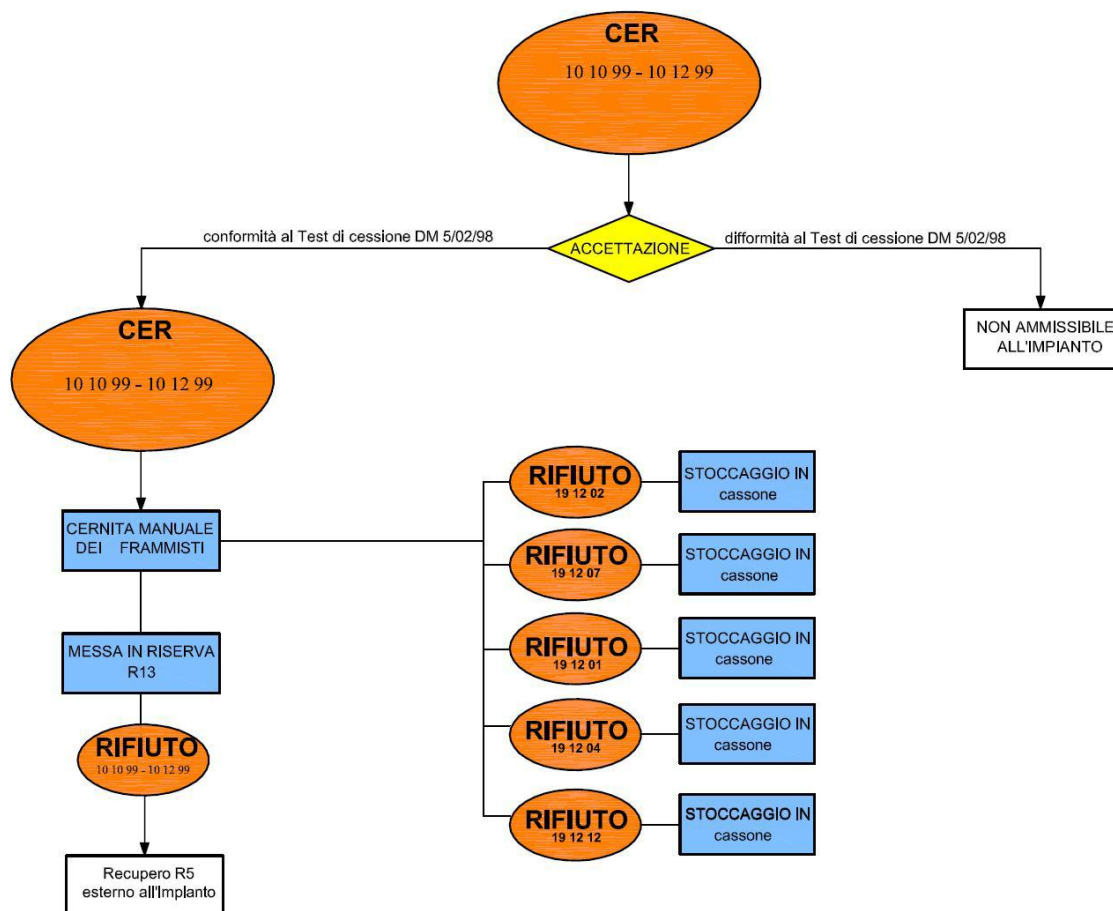 CER
10 10 99 - 10 12 99
ACCETTAZIONE
conformità al Test di cessione DM 5/02/98
difformità al Test di cessione DM 5/02/98
NON AMMISSIBILE
ALL'IMPIANTO
CER
10 10 99 - 10 12 99
CERNITA MANUALE
DEI FRAMMISTI
RIFIUTO
19 12 02
STOCCAGGIO IN
cassone
RIFIUTO
19 12 07
STOCCAGGIO IN
cassone
RIFIUTO
19 12 01
STOCCAGGIO IN
cassone
RIFIUTO
19 12 04
STOCCAGGIO IN
cassone
RIFIUTO
19 12 12
STOCCAGGIO IN
cassone
MESSA IN RISERVA
R13
RIFIUTO
10 10 99 - 10 12 99
Recupero R5
esterno all'Implanto